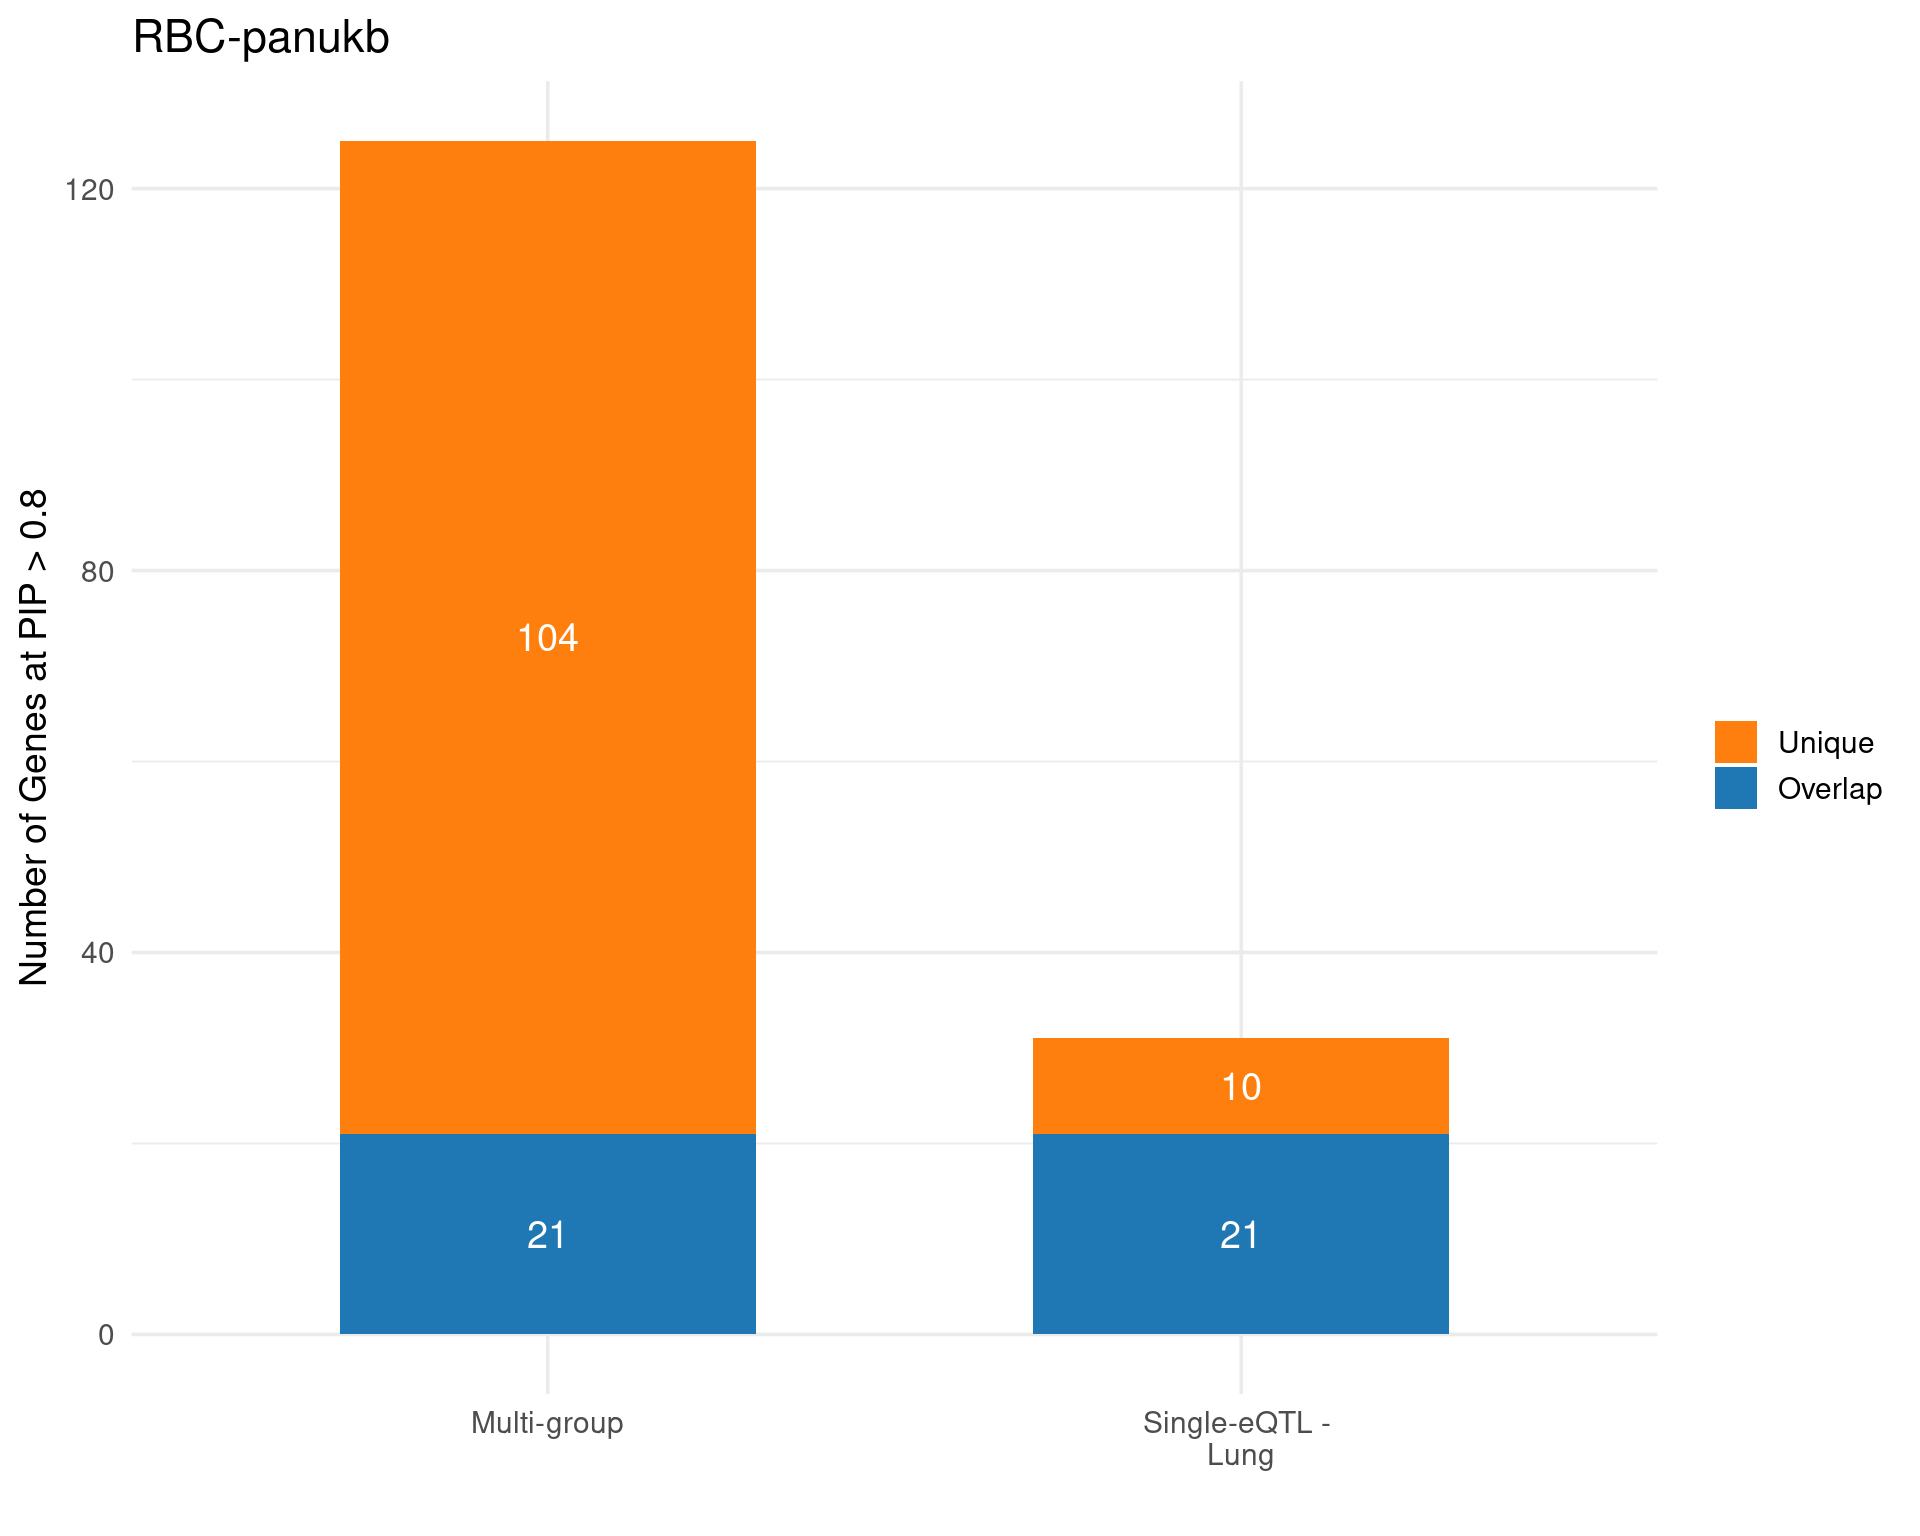 RBC-panukb
Number of Genes at PIP > 0.8
120
80
40
0
104
21
10
21
Multi-group
Single-eQTL -
Lung
Unique
Overlap